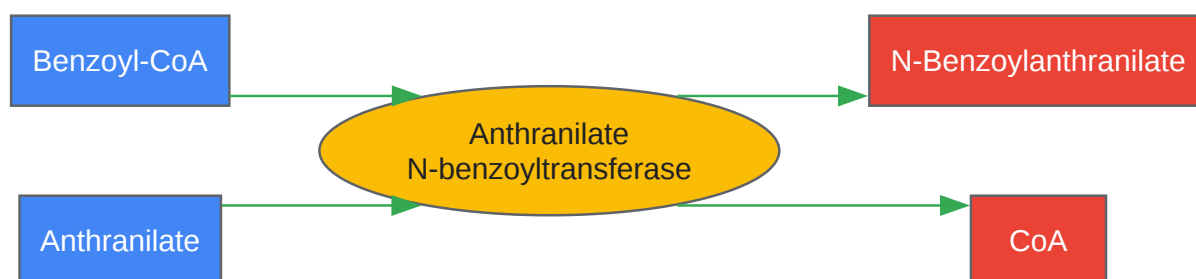 Benzoyl-CoA
N-Benzoylanthranilate
Anthranilate
N-benzoyltransferase
Anthranilate
CoA